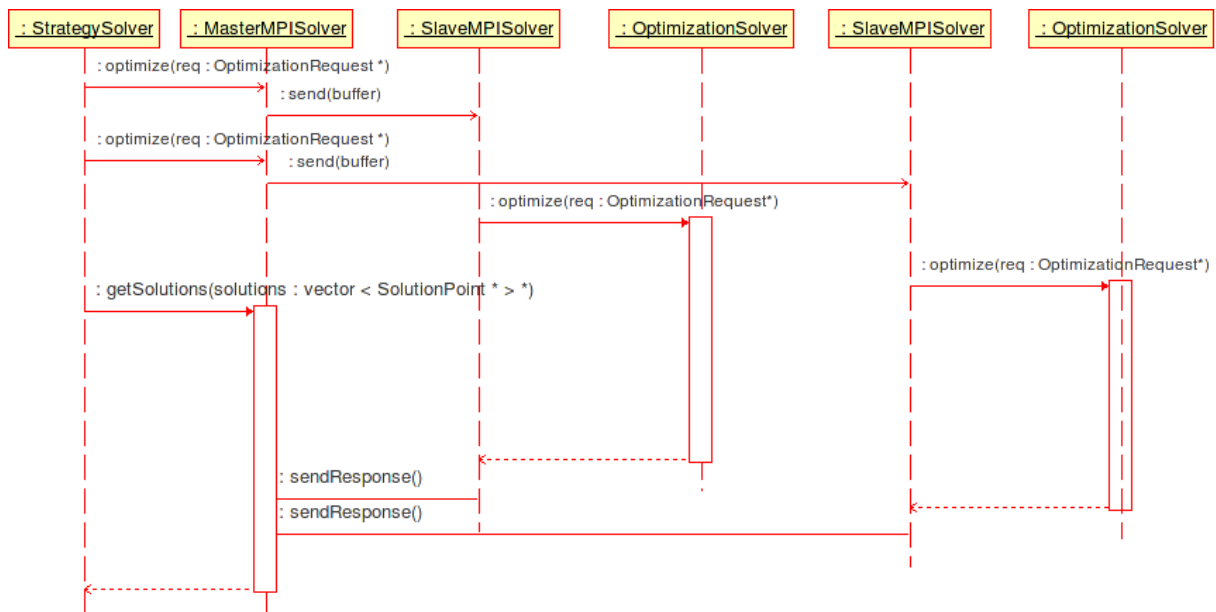 : StrategySolver
: MasterMPISolver
: SlaveMPISolver
: OptimizationSolver
: SlaveMPISolver
: OptimizationSolver
: optimize(req : OptimizationRequest *)
: send(buffer)
: optimize(req : OptimizationRequest *)
: send(buffer)
: optimize(req : OptimizationRequest*)
: optimize(req : OptimizationRequest*)
: getSolutions(solutions : vector < SolutionPoint * > *)
: sendResponse()
: sendResponse()